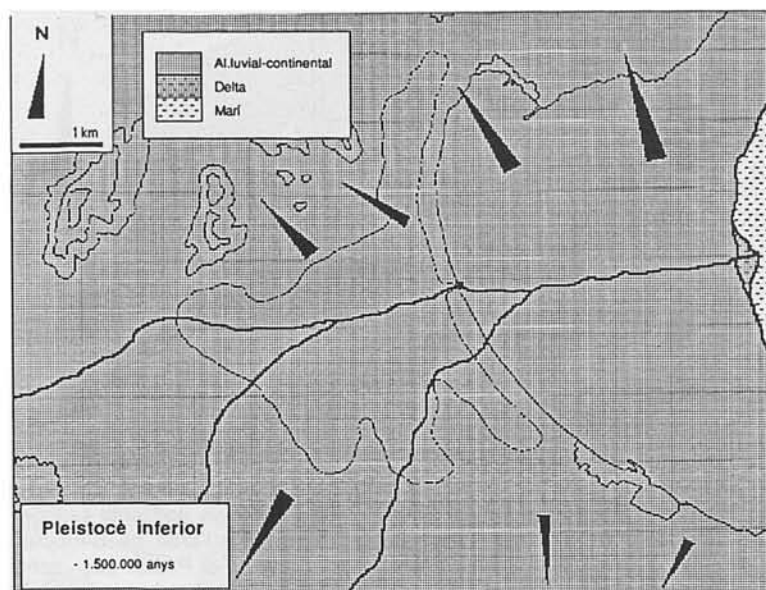 N
1 km
Al.luvial-continental
Delta
Marí
Pleistocè inferior
- 1.500.000 anys